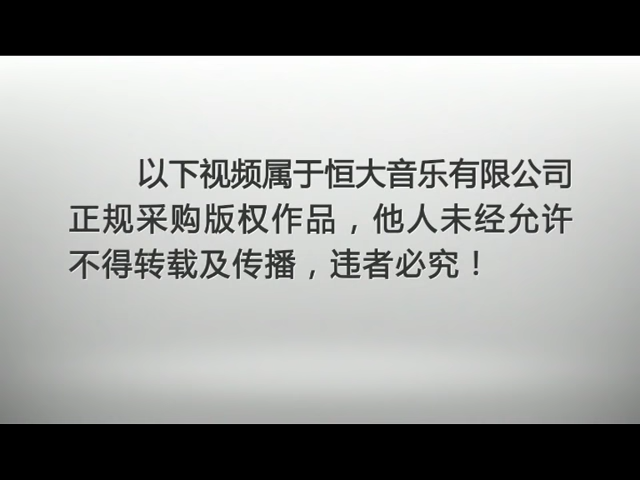 以下视频属于恒大音乐有限公司
正规采购版权作品，他人未经允许
不得转载及传播，违者必究！